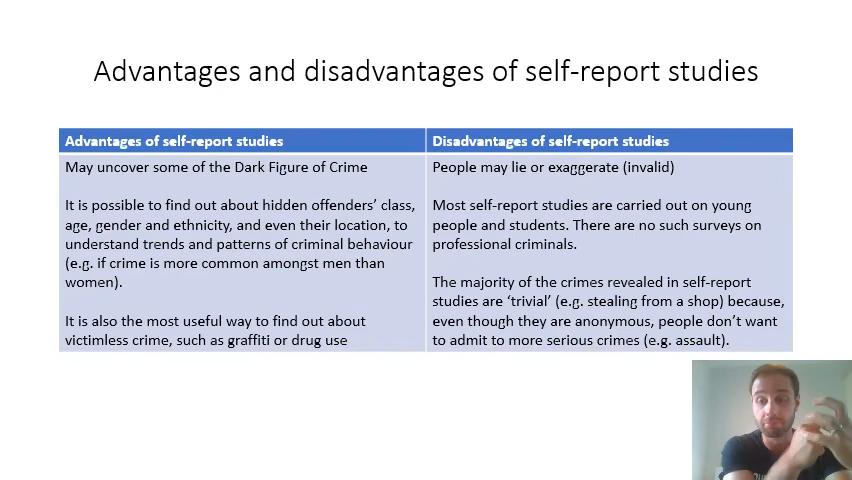 Advantages and disadvantages of self-report studies
Advantages of self-report studies
May uncover some of the Dark Figure of Crime
It is possible to find out about hidden offenders' class,
age, gender and ethnicity, and even their location, to
understand trends and patterns of criminal behaviour
(e.g. if crime is more common amongst men than
women).
It is also the most useful way to find out about
victimless crime, such as graffiti or drug use
Disadvantages of self-report studies
People may lie or exaggerate (invalid)
Most self-report studies are carried out on young
people and students. There are no such surveys on
professional criminals.
The majority of the crimes revealed in self-report
studies are ‘trivial’ (e.g. stealing from a shop) because,
even though they are anonymous, people don’t want
to admit to more serious crimes (e.g. assault).